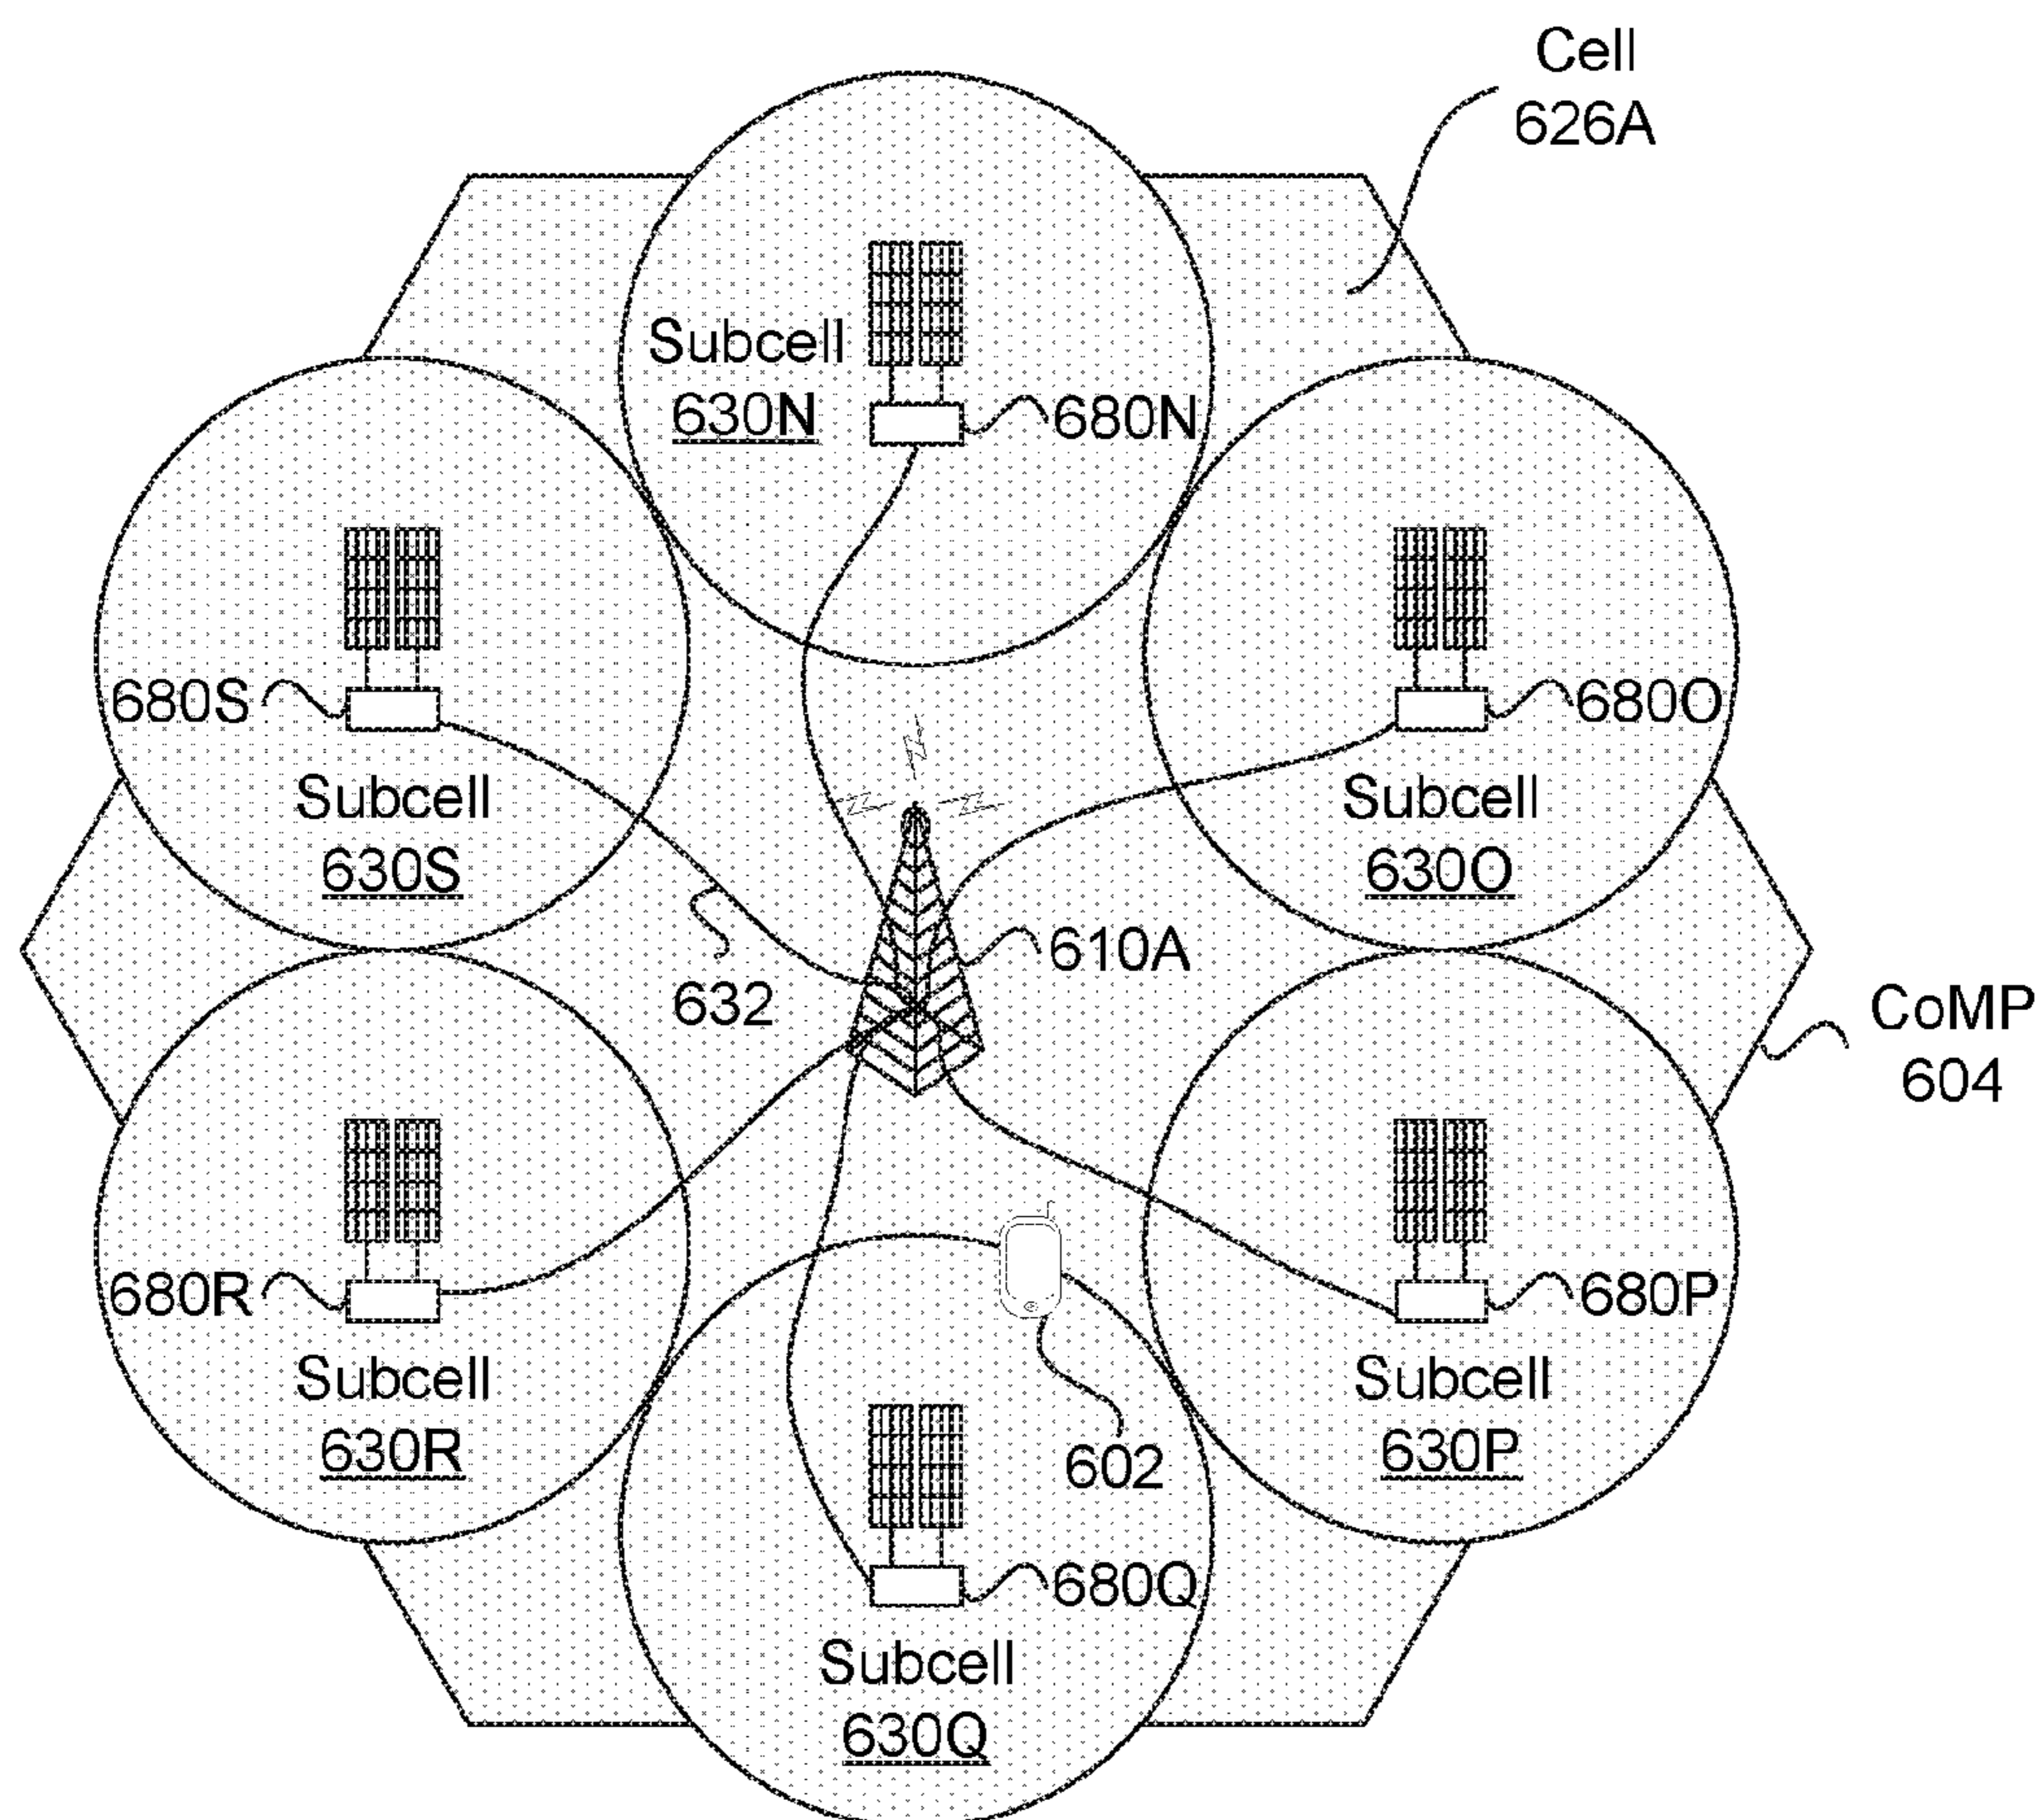 Cell
626A
Subcell
630N
680N
680S
680O
Subcell
630S
Subcell
630O
610A
632
CoMP
604
680R
680P
Subcell
630R
Subcell
630P
602
680Q
Subcell
630Q